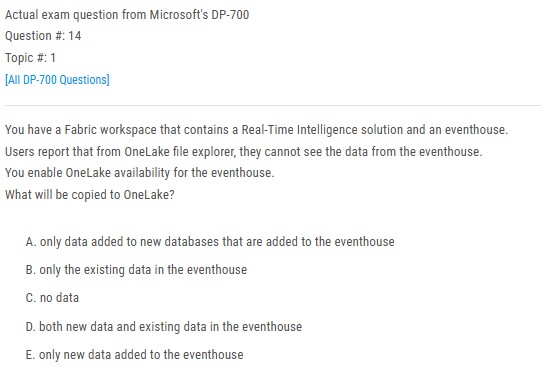 Actual exam question from Microsoft's DP-700
Question #: 14
Topic #: 1
[All DP-700 Questions]
You have a Fabric workspace that contains a Real-Time Intelligence solution and an eventhouse.
Users report that from OneLake file explorer, they cannot see the data from the eventhouse.
You enable OneLake availability for the eventhouse.
What will be copied to OneLake?
A. only data added to new databases that are added to the eventhouse
B. only the existing data in the eventhouse
C. no data
D. both new data and existing data in the eventhouse
E. only new data added to the eventhouse